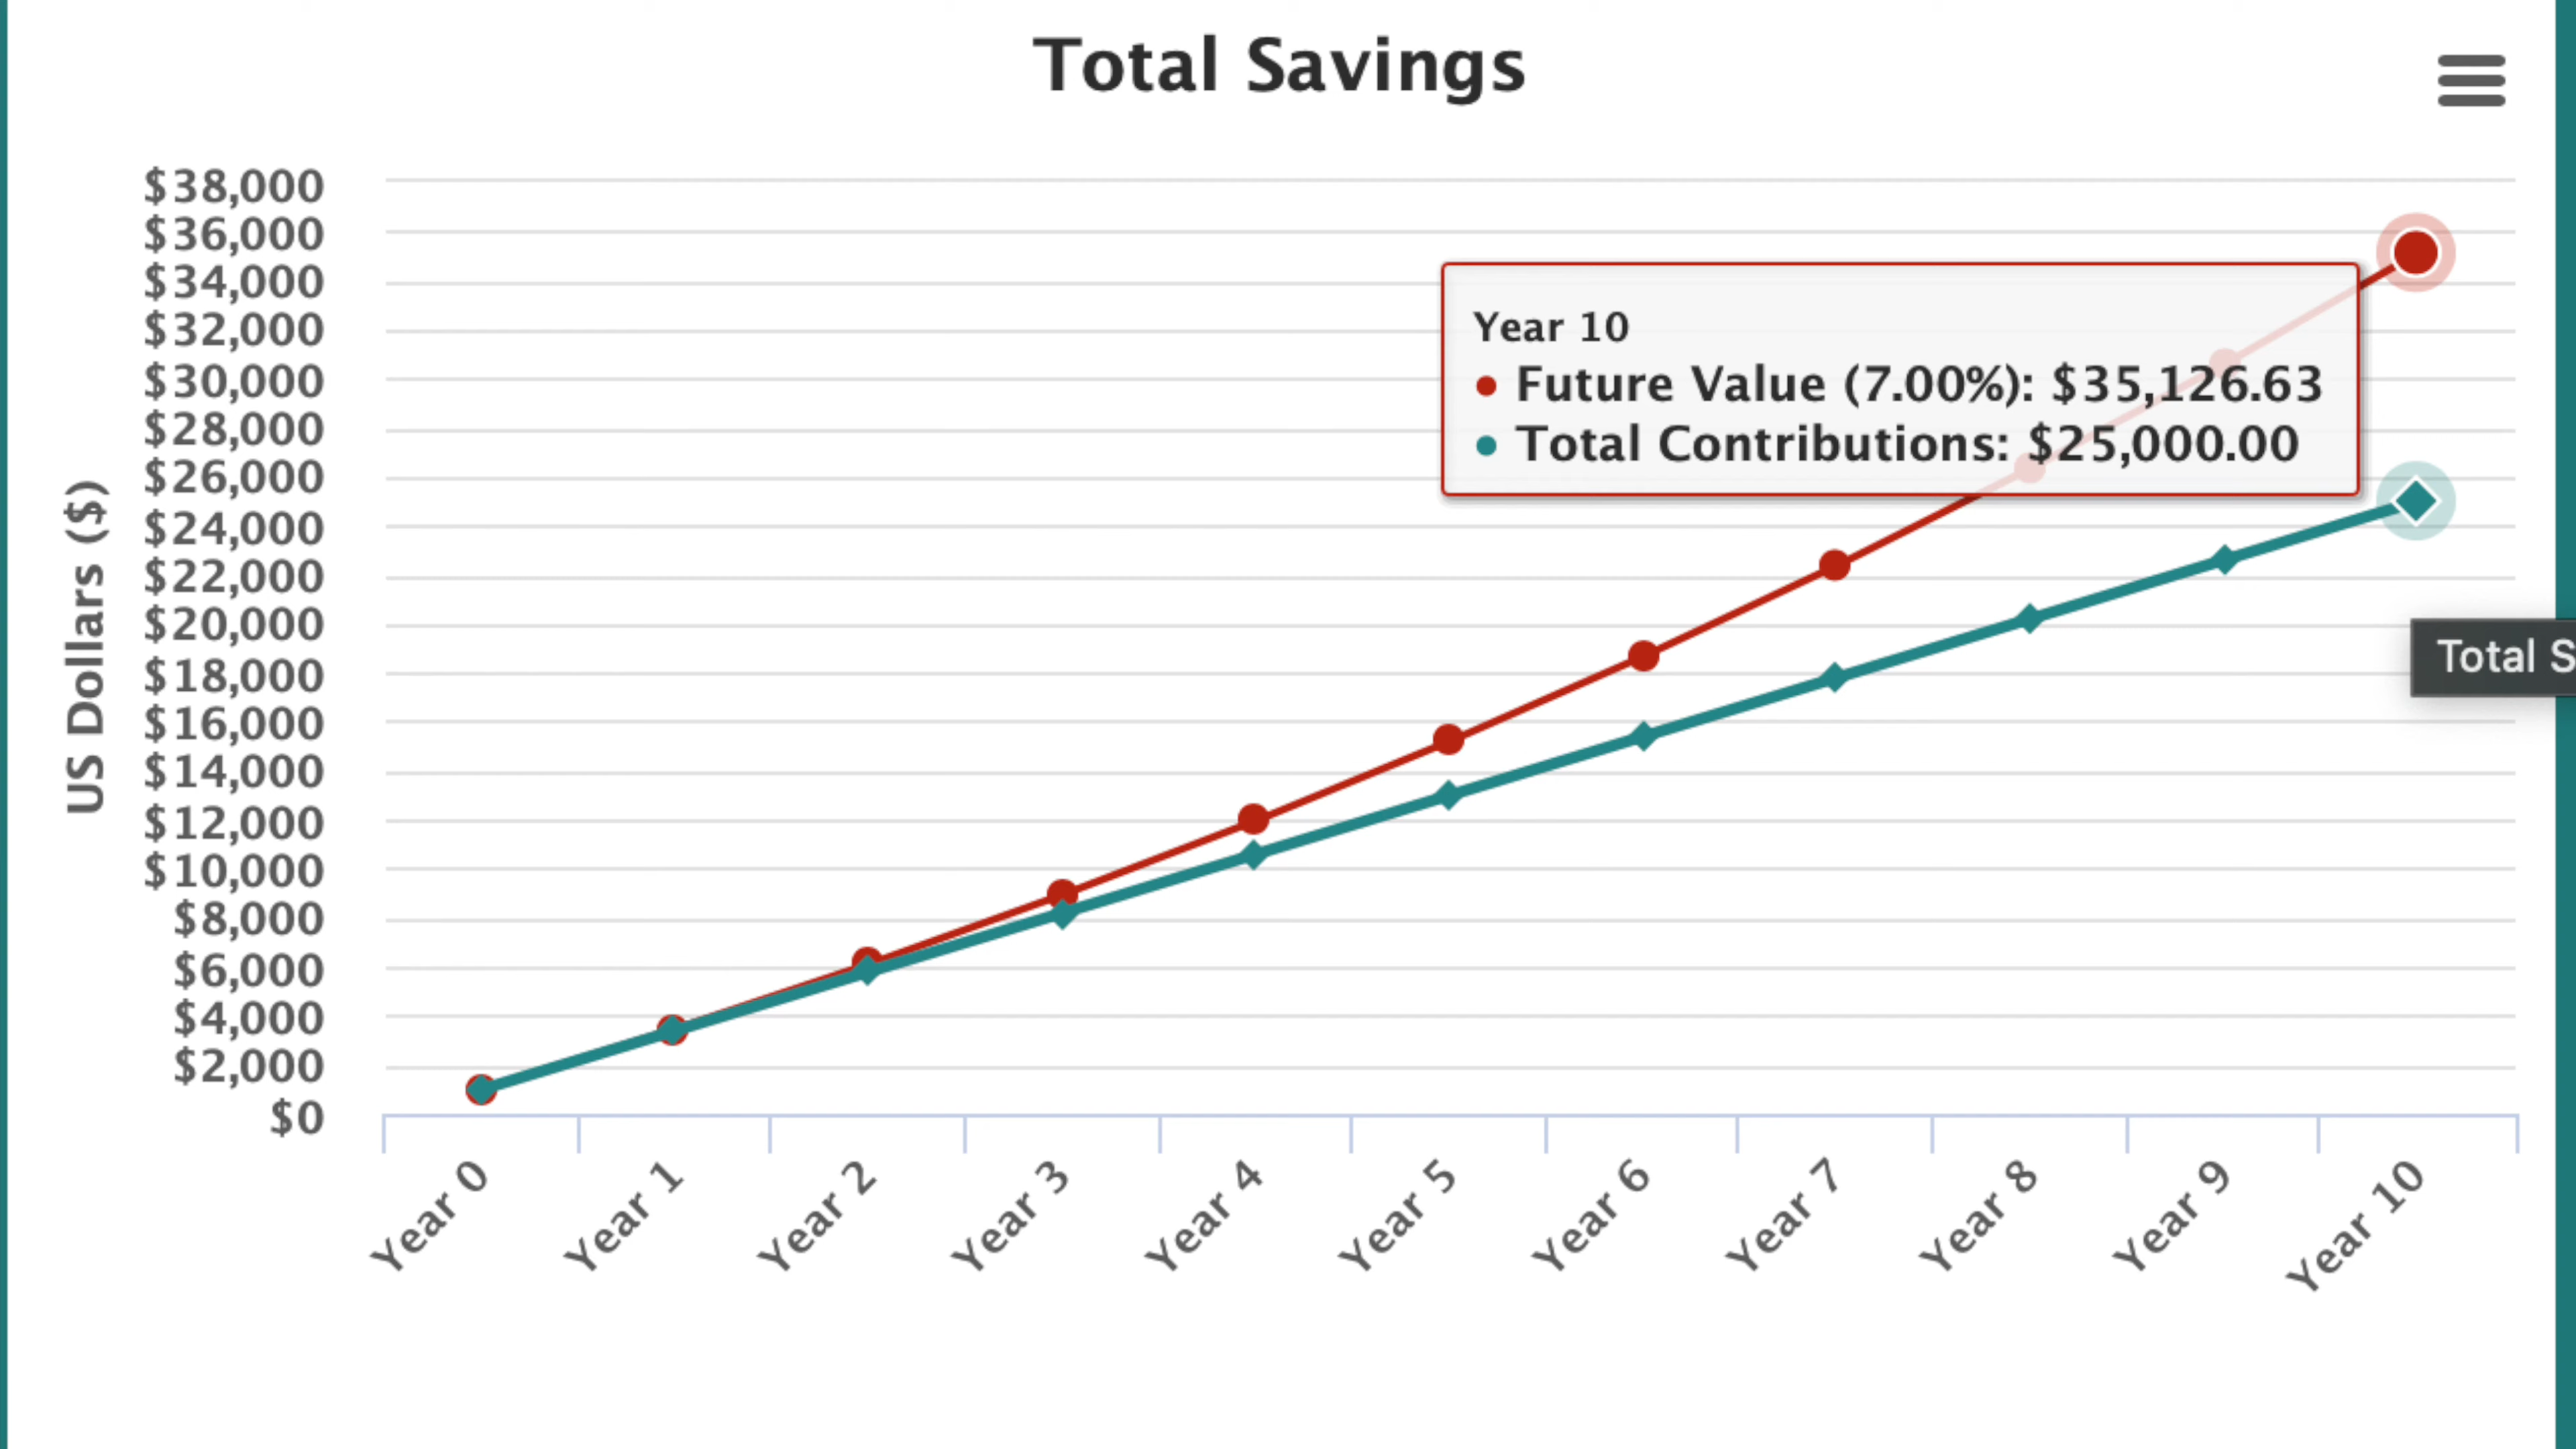 Total Savings
$38,000
$36,000
$34,000
$32,000
$30,000
$28,000
$26,000
$24,000
$22,000
$20,000
$18,000
$16,000
$14,000
$12,000
$10,000
$8,000
$6,000
$4,000
$2,000
$0
US Dollars ($)
Year 10
Future Value (7.00%): $35,126.63
Total Contributions: $25,000.00
Total S
Year 0
Year 1
Year 2
Year 3
Year 4
Year 5
Year 6
Year 7
Year 8
Year 9
Year 10